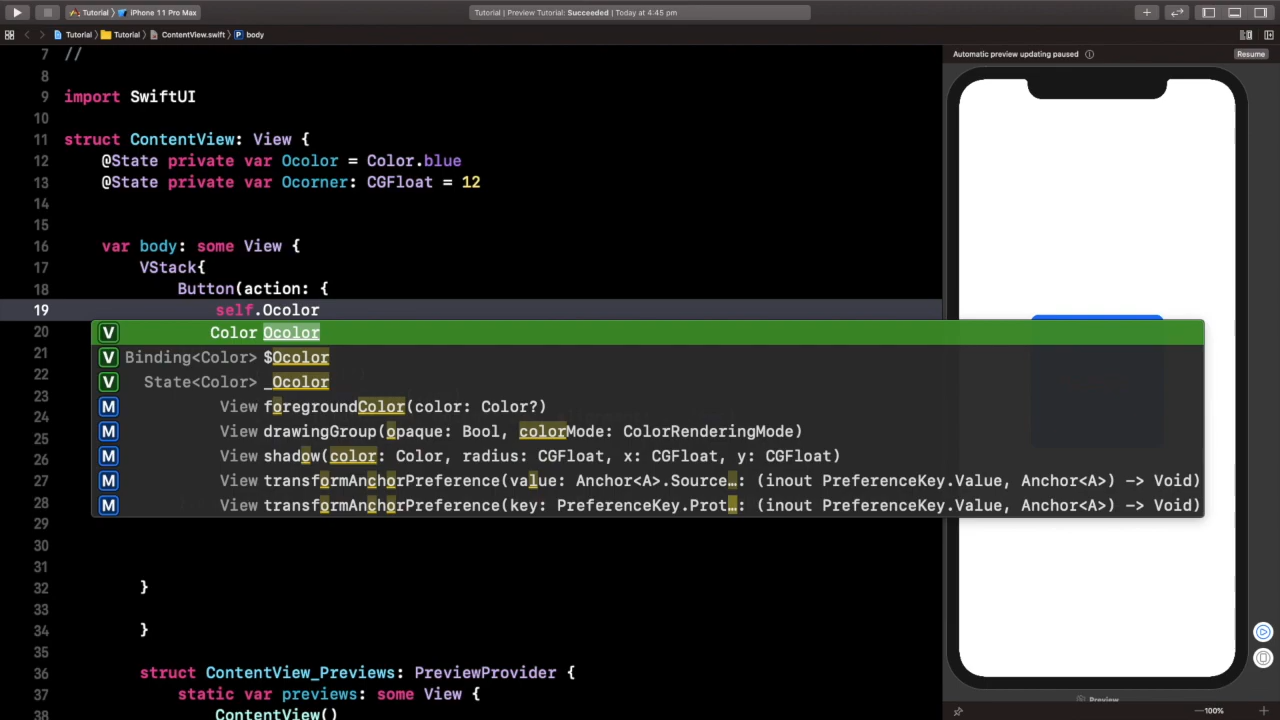 Tutorial > iPhone 11 Pro Max
Tutorial | Preview Tutorial: Succeeded | Today at 4:45 pm
Tutorial > Tutorial > ContentView.swift > P body
7 //
8
9 import SwiftUI
10
11 struct ContentView: View {
12 @State private var Ocolor = Color.blue
13 @State private var Ocorner: CGFloat = 12
14
15
16 var body: some View {
17 VStack{
18 Button(action: {
19 self.Ocolor
20 V Color Ocolor
21 V Binding<Color> $Ocolor
22 V State<Color> _Ocolor
23 M View foregroundColor(color: Color?)
24 M View drawingGroup(opaque: Bool, colorMode: ColorRenderingMode)
25
26 M View shadow(color: Color, radius: CGFloat, x: CGFloat, y: CGFloat)
27 M View transformAnchorPreference(value: Anchor<A>.Source…: (inout PreferenceKey.Value, Anchor<A>) -> Void)
28 M View transformAnchorPreference(key: PreferenceKey.Prot…: (inout PreferenceKey.Value, Anchor<A>) -> Void)
29
30
31
32 }
33
34 }
35
36 struct ContentView_Previews: PreviewProvider {
37 static var previews: some View {
ContentView()
Automatic preview updating paused
Resume
Preview
100%